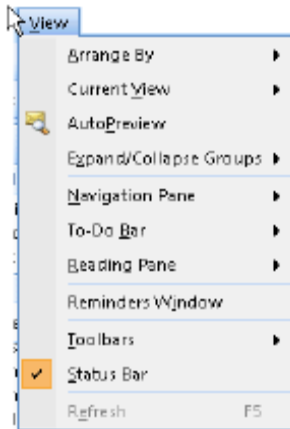 View
Arrange By
Current View
AutoPreview
Expand/Collapse Groups
Navigation Pane
To-Do Bar
Reading Pane
Reminders Window
Toolbars
Status Bar
Refresh F5